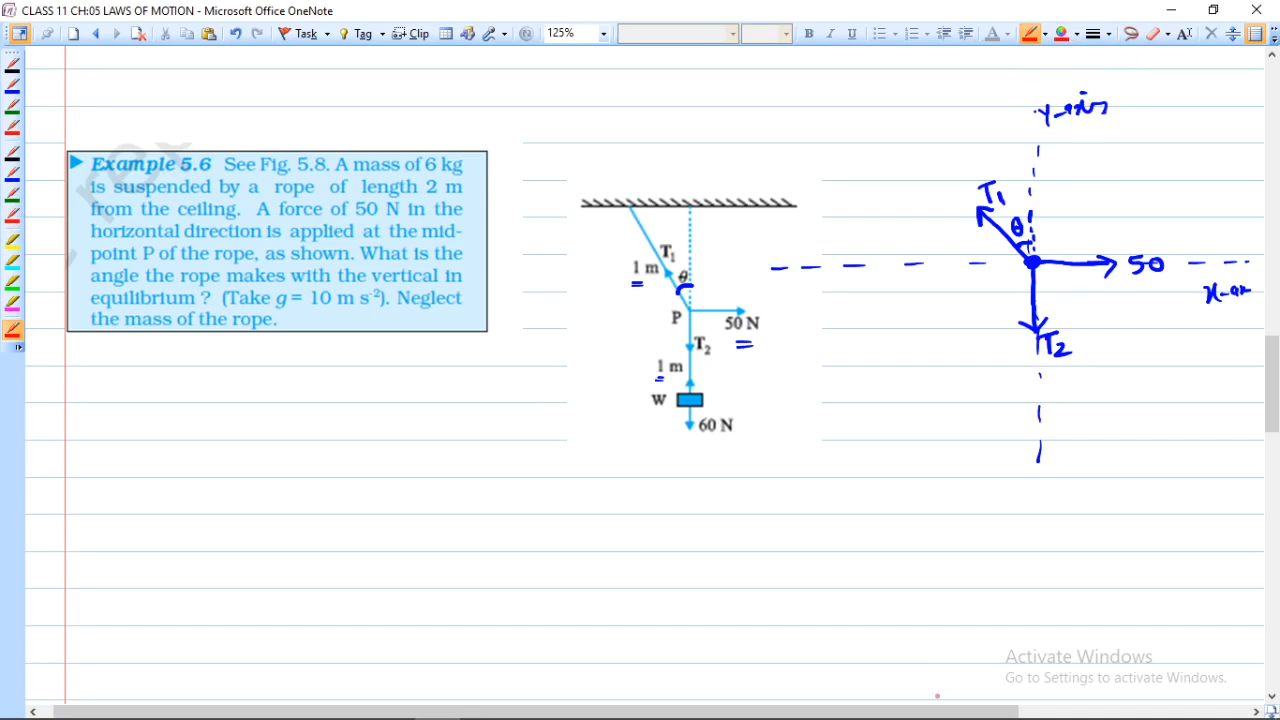 CLASS 11 CH:05 LAWS OF MOTION - Microsoft Office OneNote
Task Tag Clip 125% B I U
Example 5.6 See Fig. 5.8. A mass of 6 kg
is suspended by a rope of length 2 m
from the ceiling. A force of 50 N in the
horizontal direction is applied at the mid-
point P of the rope, as shown. What is the
angle the rope makes with the vertical in
equilibrium ? (Take g = 10 m s⁻²). Neglect
the mass of the rope.
T₁
1 m
θ
P
50 N
T₂
1 m
W
60 N
y-axis
T₁
θ
50
x-ax
T₂
Activate Windows
Go to Settings to activate Windows.